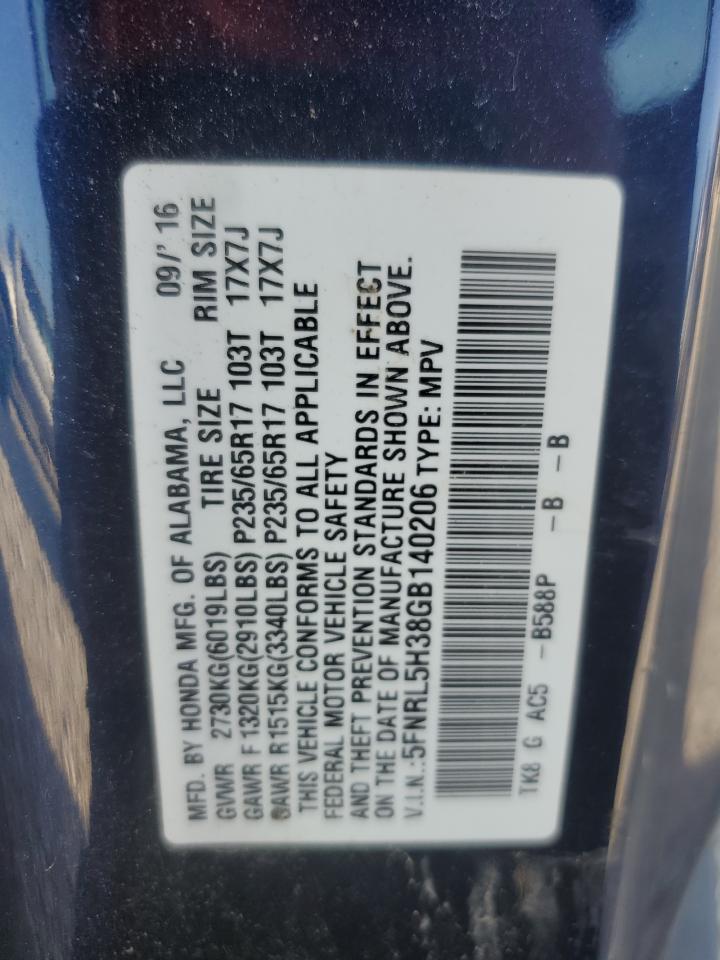 MFD. BY HONDA MFG. OF ALABAMA, LLC 09/' 16
GVWR 2730KG(6019LBS) TIRE SIZE RIM SIZE
GAWR F 1320KG(2910LBS) P235/65R17 103T 17X7J
GAWR R1515KG(3340LBS) P235/65R17 103T 17X7J
THIS VEHICLE CONFORMS TO ALL APPLICABLE
FEDERAL MOTOR VEHICLE SAFETY
AND THEFT PREVENTION STANDARDS IN EFFECT
ON THE DATE OF MANUFACTURE SHOWN ABOVE.
V.I.N.:5FNRL5H38GB140206 TYPE: MPV
TK8 G AC5 -B588P -B -B